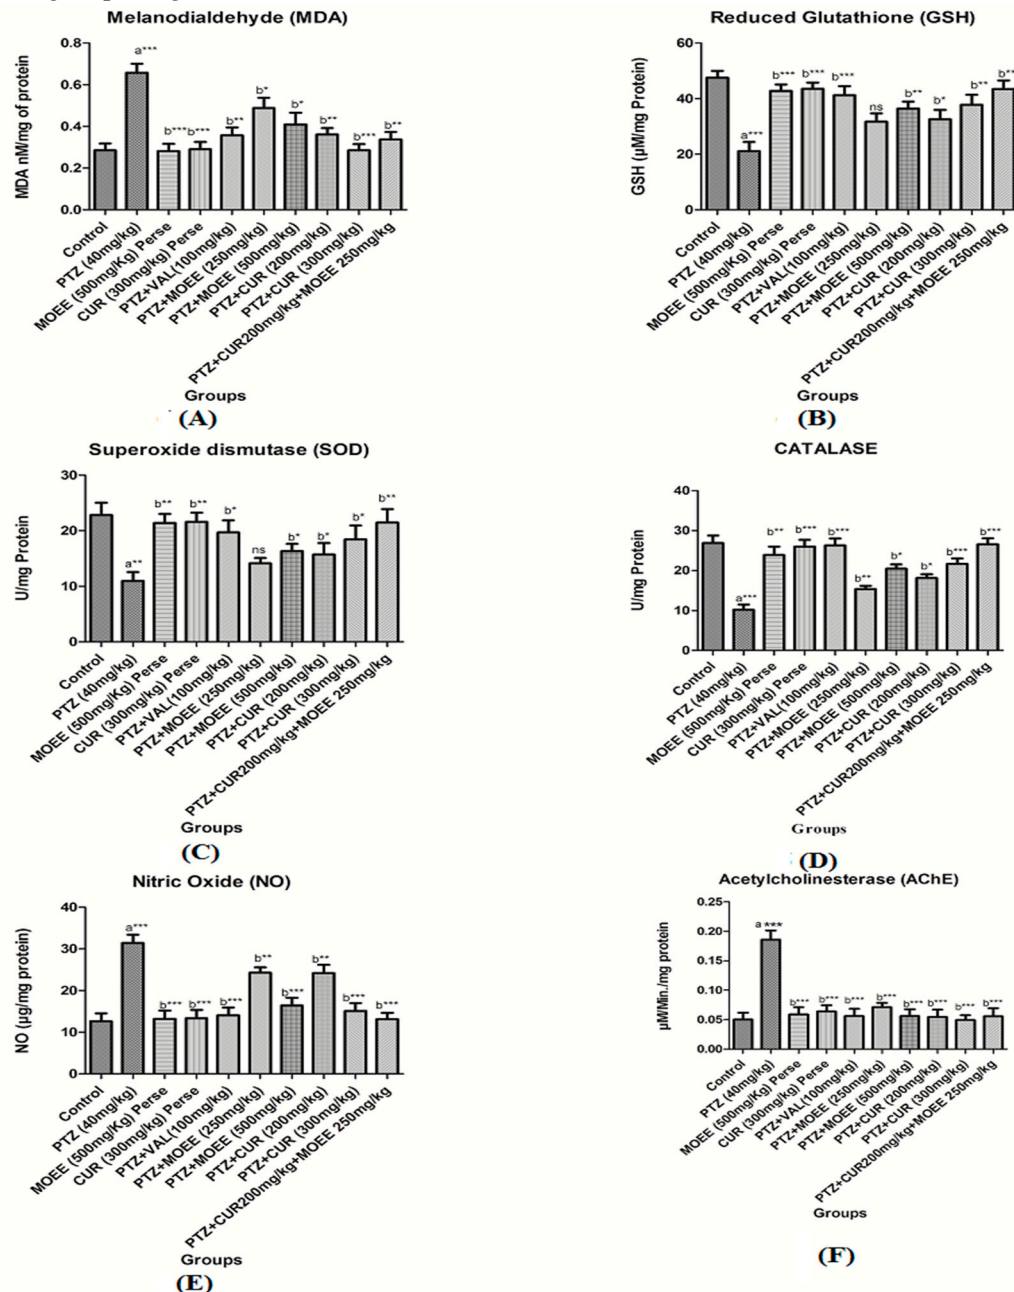 Melanodialdehyde (MDA)
MDA nM/mg of protein
0.8
0.6
0.4
0.2
0.0
a***
b***
b***
b**
b*
b*
b**
b***
b**
Control
PTZ (40mg/kg)
MOEE (500mg/Kg) Perse
CUR (300mg/kg) Perse
PTZ+VAL(100mg/kg)
PTZ+MOEE (250mg/kg)
PTZ+MOEE (500mg/kg)
PTZ+CUR (200mg/kg)
PTZ+CUR (300mg/kg)
PTZ+CUR200mg/kg+MOEE 250mg/kg
Groups
(A)
Reduced Glutathione (GSH)
GSH (µM/mg Protein)
60
40
20
0
a***
b***
b***
b***
ns
b**
b*
b**
b**
Control
PTZ (40mg/kg)
MOEE (500mg/Kg) Perse
CUR (300mg/kg) Perse
PTZ+VAL(100mg/kg)
PTZ+MOEE (250mg/kg)
PTZ+MOEE (500mg/kg)
PTZ+CUR (200mg/kg)
PTZ+CUR (300mg/kg)
PTZ+CUR200mg/kg+MOEE 250mg/kg
Groups
(B)
Superoxide dismutase (SOD)
U/mg Protein
30
20
10
0
a**
b**
b**
b*
ns
b*
b*
b*
b**
Control
PTZ (40mg/kg)
MOEE (500mg/Kg) Perse
CUR (300mg/kg) Perse
PTZ+VAL(100mg/kg)
PTZ+MOEE (250mg/kg)
PTZ+MOEE (500mg/kg)
PTZ+CUR (200mg/kg)
PTZ+CUR (300mg/kg)
PTZ+CUR200mg/kg+MOEE 250mg/kg
Groups
(C)
CATALASE
U/mg Protein
40
30
20
10
0
a***
b**
b***
b***
b**
b*
b*
b***
b***
Control
PTZ (40mg/kg)
MOEE (500mg/Kg) Perse
CUR (300mg/kg) Perse
PTZ+VAL(100mg/kg)
PTZ+MOEE (250mg/kg)
PTZ+MOEE (500mg/kg)
PTZ+CUR (200mg/kg)
PTZ+CUR (300mg/kg)
PTZ+CUR200mg/kg+MOEE 250mg/kg
Groups
(D)
Nitric Oxide (NO)
NO (µg/mg protein)
40
30
20
10
0
a***
b***
b***
b***
b**
b***
b**
b***
b***
Control
PTZ (40mg/kg)
MOEE (500mg/Kg) Perse
CUR (300mg/kg) Perse
PTZ+VAL(100mg/kg)
PTZ+MOEE (250mg/kg)
PTZ+MOEE (500mg/kg)
PTZ+CUR (200mg/kg)
PTZ+CUR (300mg/kg)
PTZ+CUR200mg/kg+MOEE 250mg/kg
Groups
(E)
Acetylcholinesterase (AChE)
µM/Min./mg protein
0.25
0.20
0.15
0.10
0.05
0.00
a ***
b***
b***
b***
b***
b***
b***
b***
b***
Control
PTZ (40mg/kg)
MOEE (500mg/Kg) Perse
CUR (300mg/kg) Perse
PTZ+VAL(100mg/kg)
PTZ+MOEE (250mg/kg)
PTZ+MOEE (500mg/kg)
PTZ+CUR (200mg/kg)
PTZ+CUR (300mg/kg)
PTZ+CUR200mg/kg+MOEE 250mg/kg
Groups
(F)